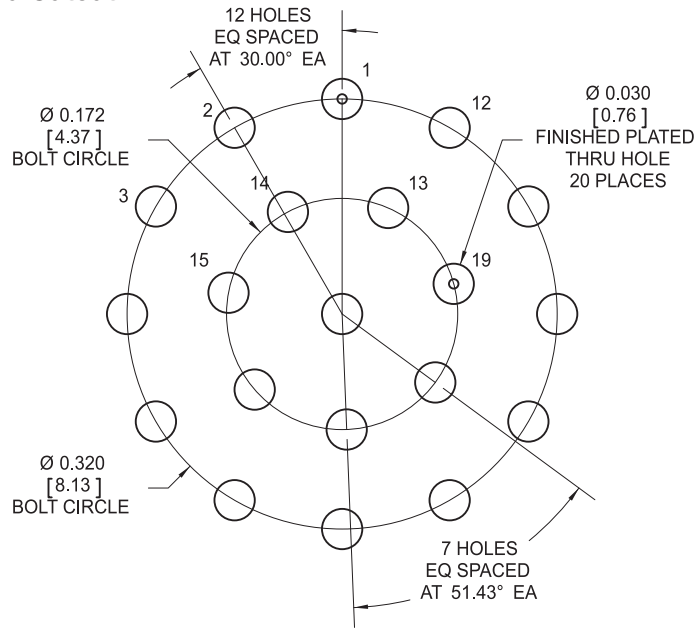 12 HOLES
EQ SPACED
AT 30.00° EA
1
2
12
Ø 0.172
[4.37]
BOLT CIRCLE
Ø 0.030
[0.76]
FINISHED PLATED
THRU HOLE
20 PLACES
3
14
13
15
19
Ø 0.320
[8.13]
BOLT CIRCLE
7 HOLES
EQ SPACED
AT 51.43° EA